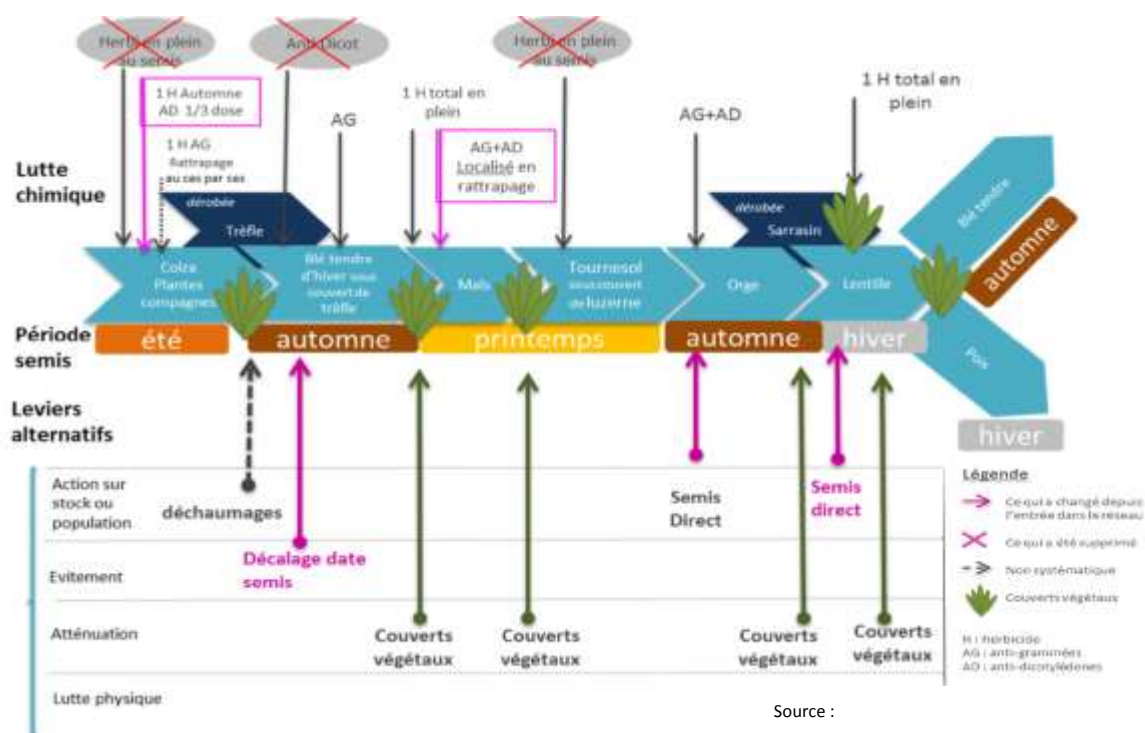 Herbi en plein
au semis
Anti Dicot
Herbi en plein
au semis
1 H Automne
AD 1/3 dose
1 H total en
plein
1 H total en
plein
AG
AG+AD
AG+AD
Localisé en
rattrapage
1 H AG
Rattrapage
au cas par cas
Lutte
chimique
dérobée
Trèfle
dérobée
Sarrasin
Blé tendre
automne
Colza
Plantes
compagnes
Blé tendre
d'hiver sous
couvert de
trèfle
Maïs
Tournesol
sous couvert
de luzerne
Orge
Lentille
Pois
Période
semis
été
automne
printemps
automne
hiver
hiver
Leviers
alternatifs
Action sur
stock ou
population
déchaumages
Semis
Direct
Semis
direct
Décalage date
semis
Evitement
Atténuation
Couverts
végétaux
Couverts
végétaux
Couverts
végétaux
Couverts
végétaux
Lutte physique
Légende
Ce qui a changé depuis
l'entrée dans le réseau
Ce qui a été supprimé
Non systématique
Couverts végétaux
H : herbicide
AG : anti-graminées
AD : anti-dicotylédones
Source :